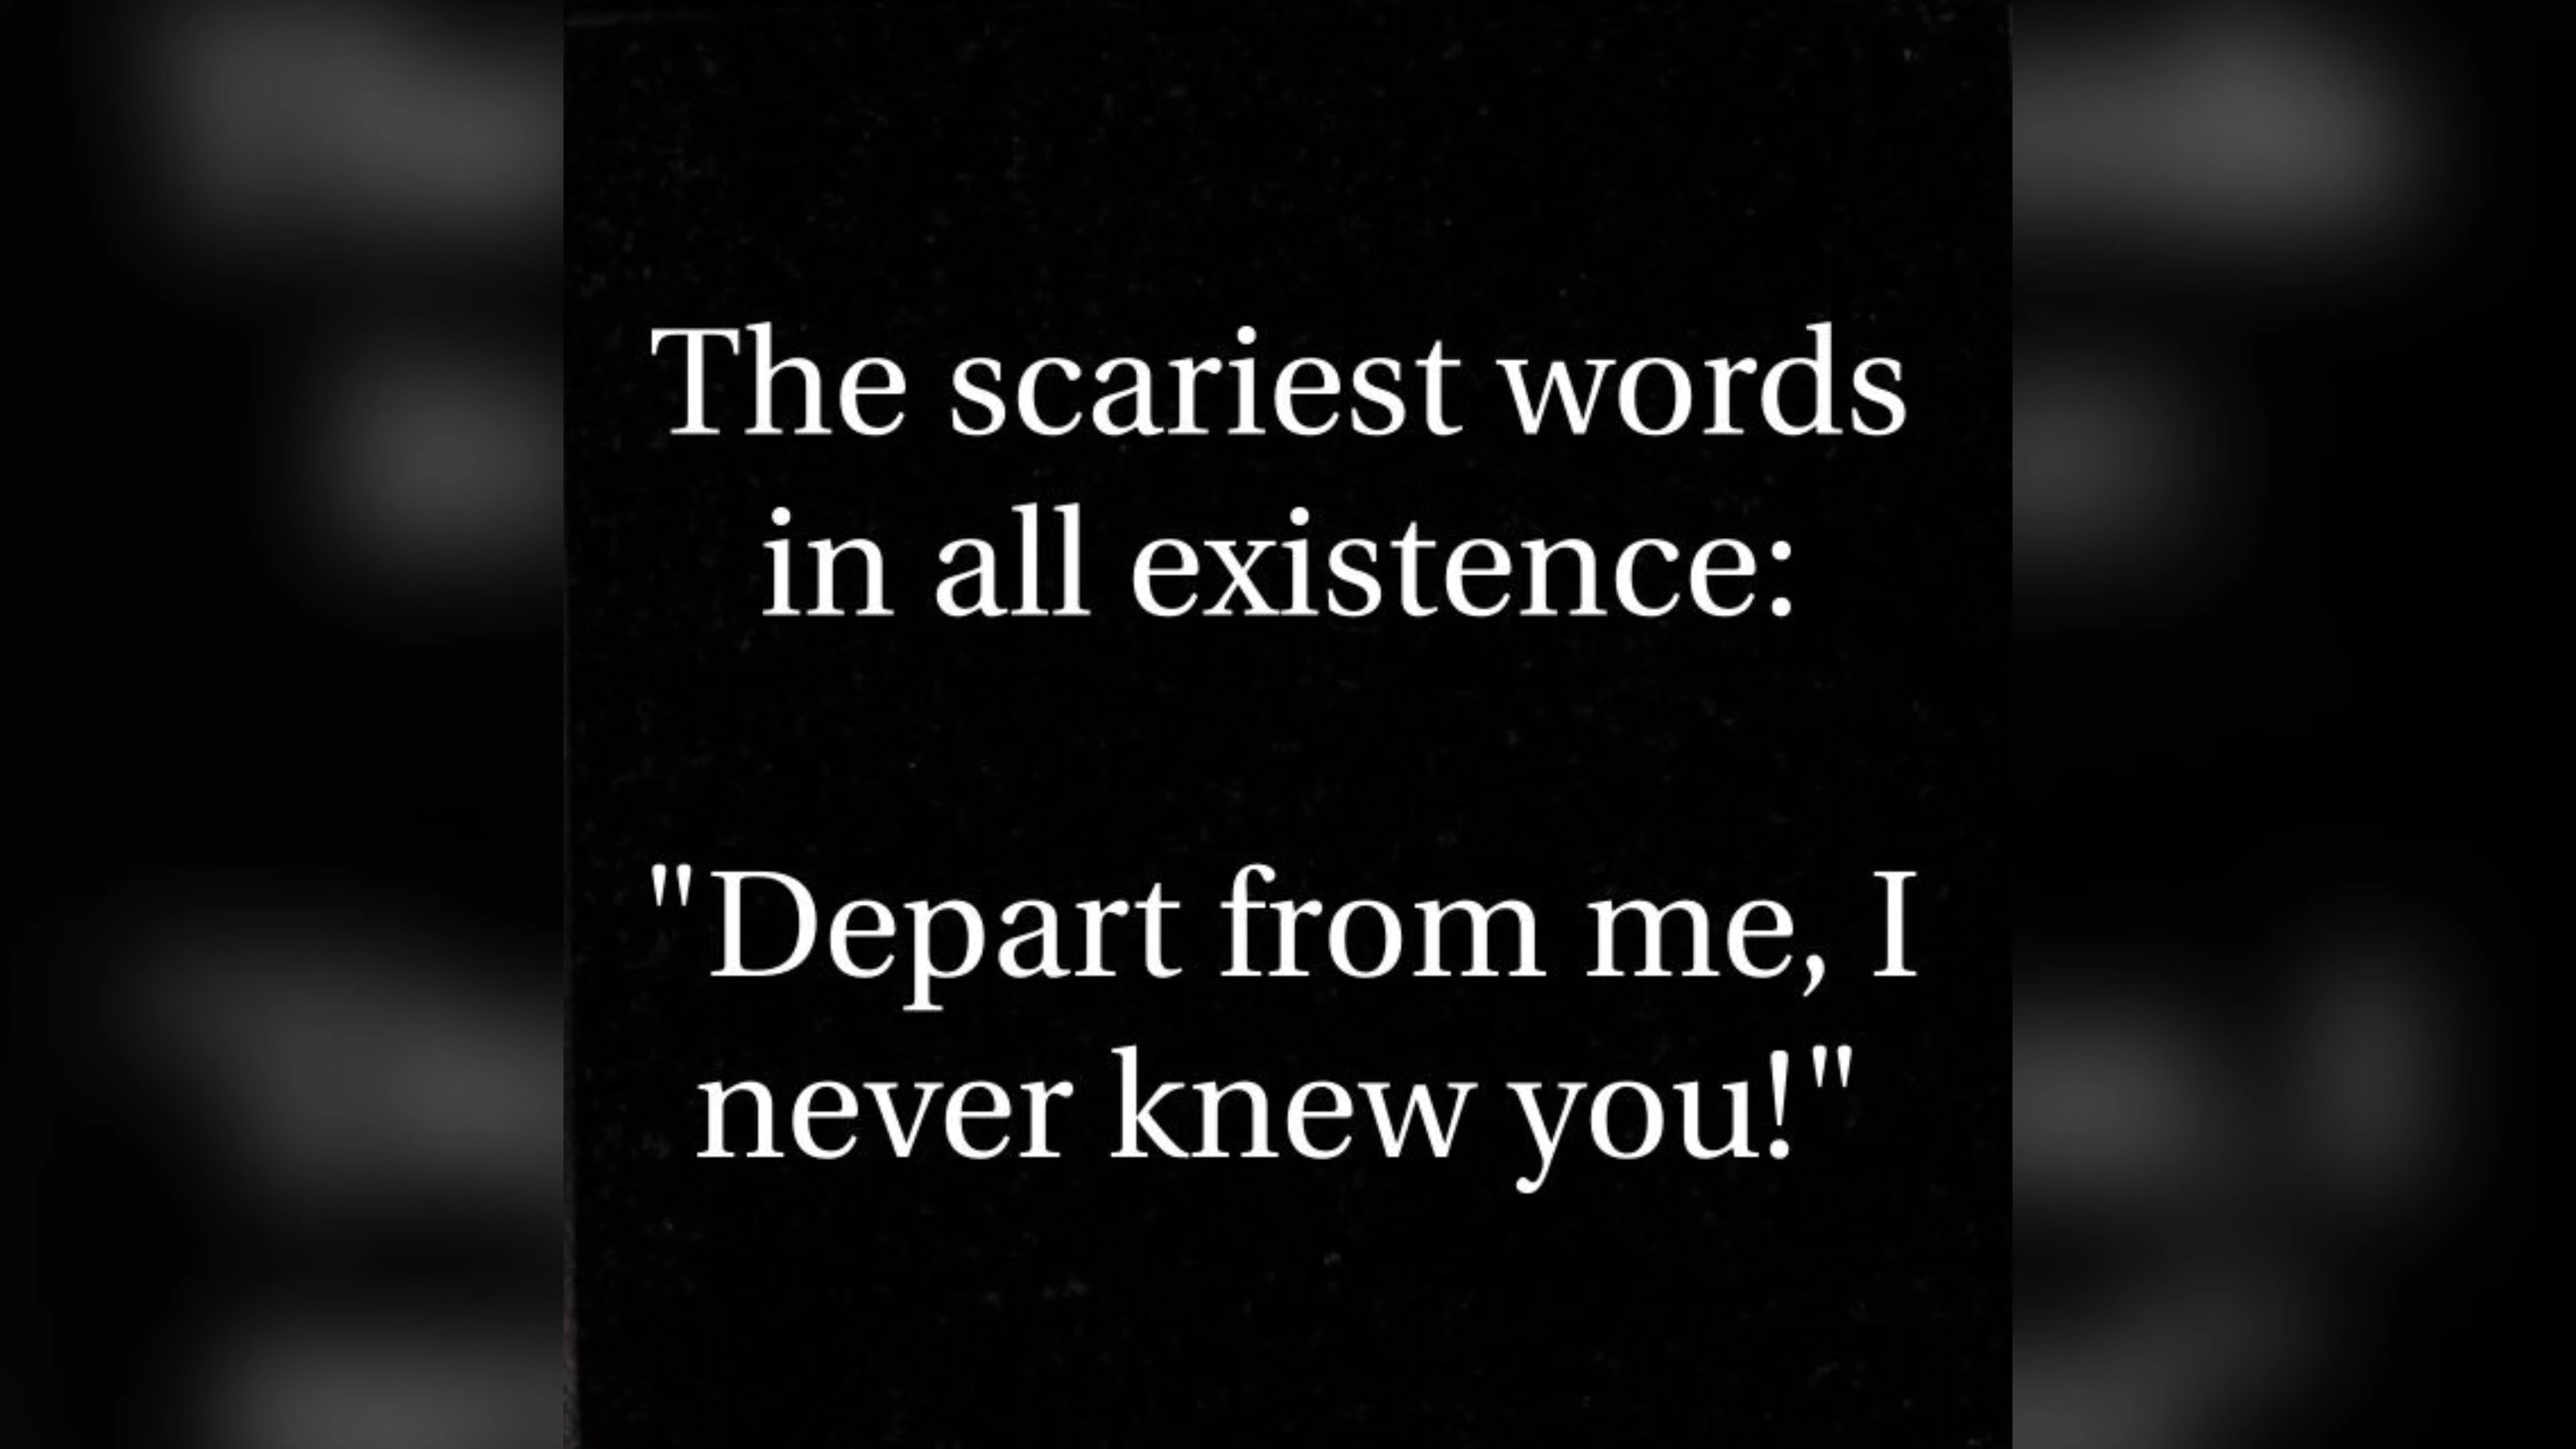 The scariest words
in all existence:
"Depart from me, I
never knew you!"